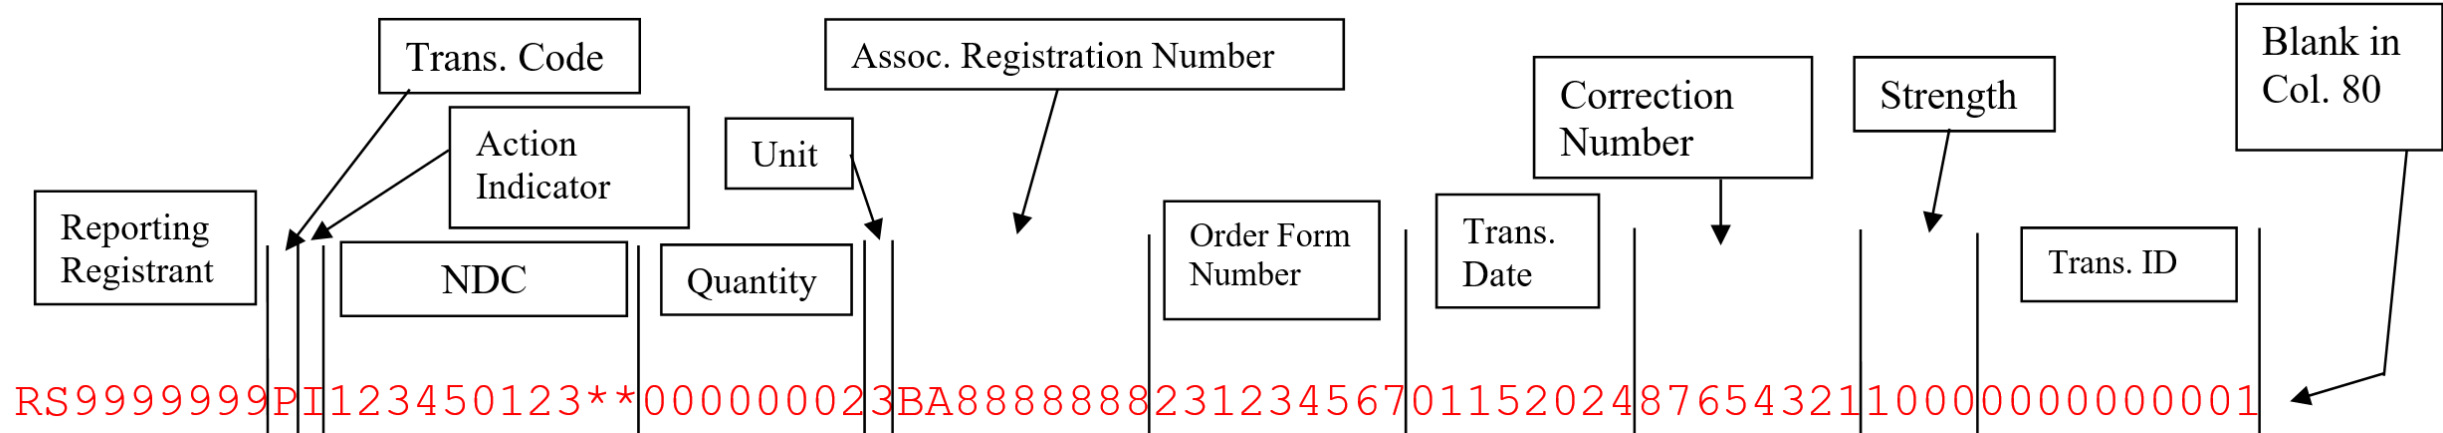 Trans. Code
Assoc. Registration Number
Blank in
Col. 80
Correction
Number
Strength
Action
Indicator
Unit
Reporting
Registrant
NDC
Quantity
Order Form
Number
Trans.
Date
Trans. ID
RS9999999PI123450123**000000023BA8888888231234567011520248765432110000000000001